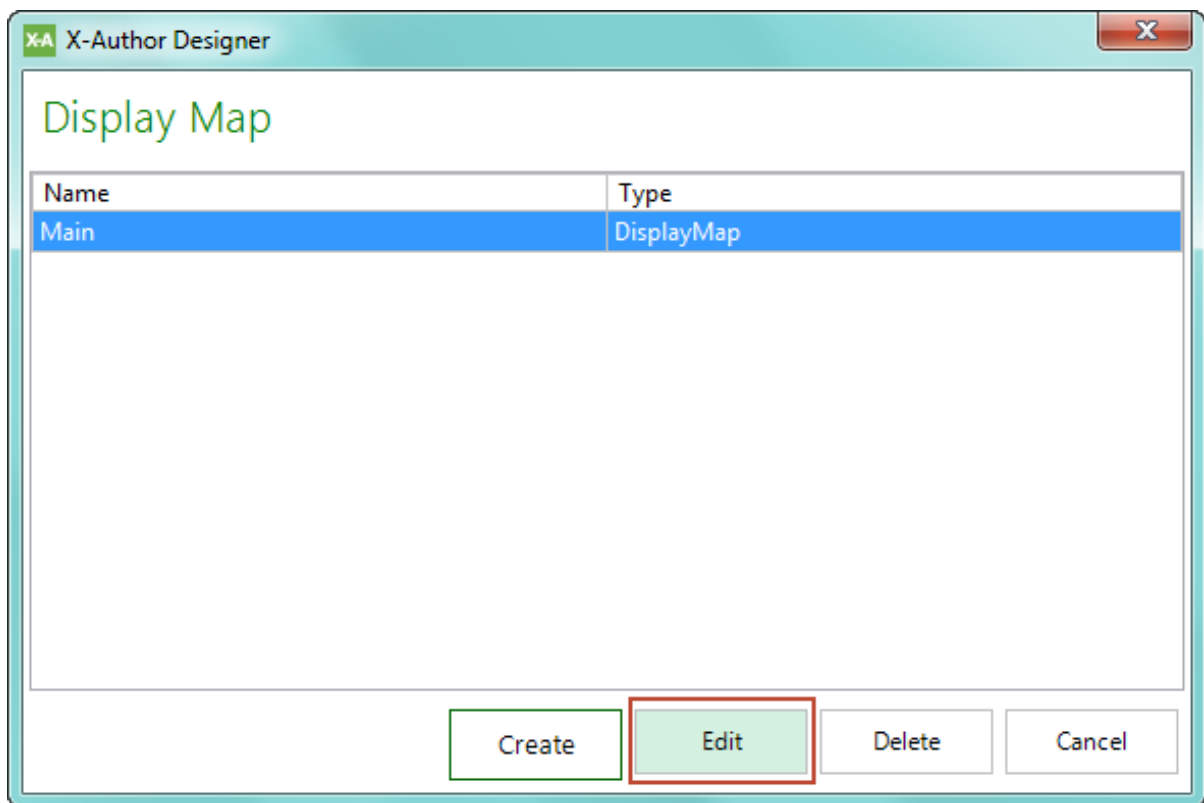 X-A X-Author Designer
Display Map
Name Type
Main DisplayMap
Create Edit Delete Cancel